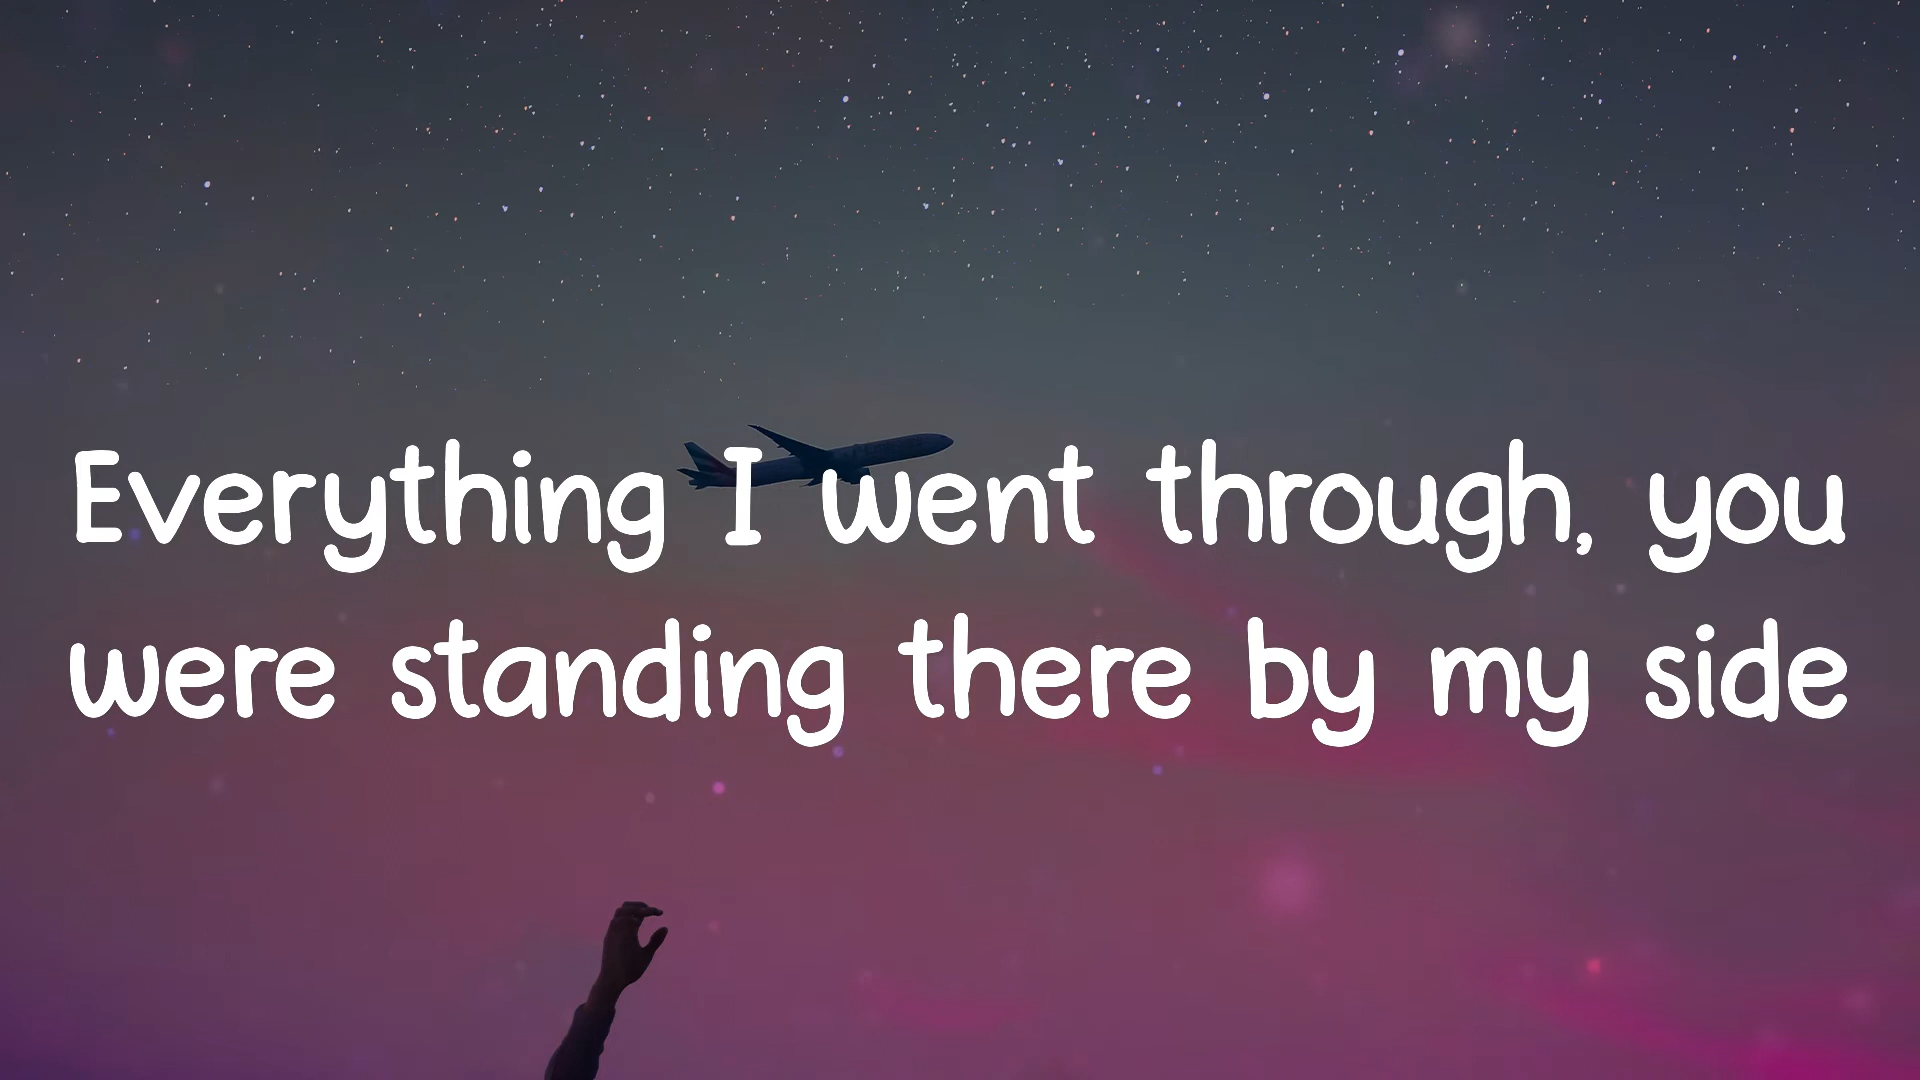 Everything I went through, you
were standing there by my side